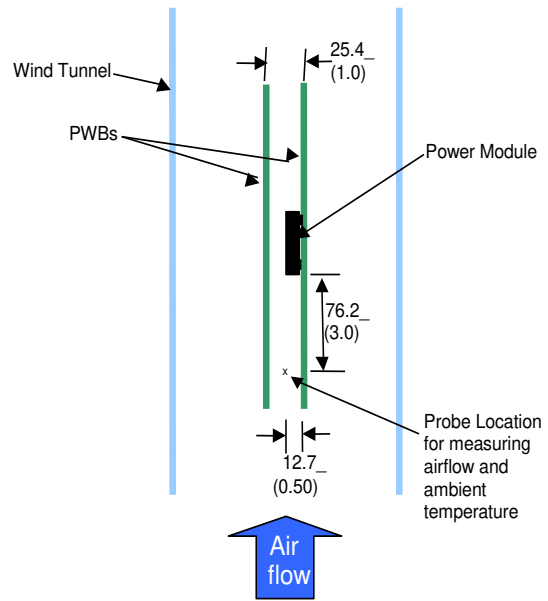 25.4_
(1.0)
Wind Tunnel
PWBs
Power Module
76.2_
(3.0)
x
Probe Location
for measuring
airflow and
ambient
temperature
12.7_
(0.50)
Air
flow